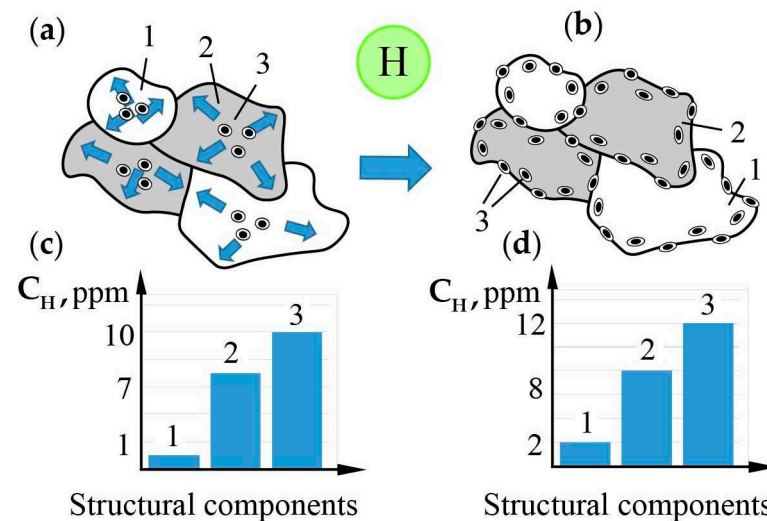 (a)
1
2
3
H
(b)
2
1
3
(c)
C_H, ppm
10
7
1
1
2
3
Structural components
(d)
C_H, ppm
12
8
2
1
2
3
Structural components